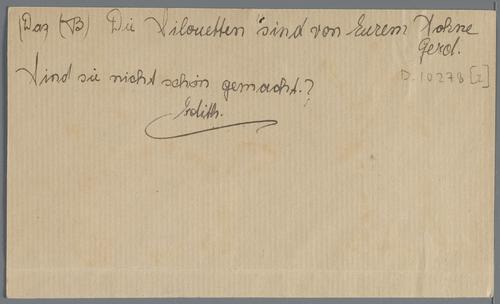 (Das (B) Die Silouetten sind von Eurem Sohne
Gerd.
Sind sie nicht schön gemacht.?
D.10278 [2]
Edith.